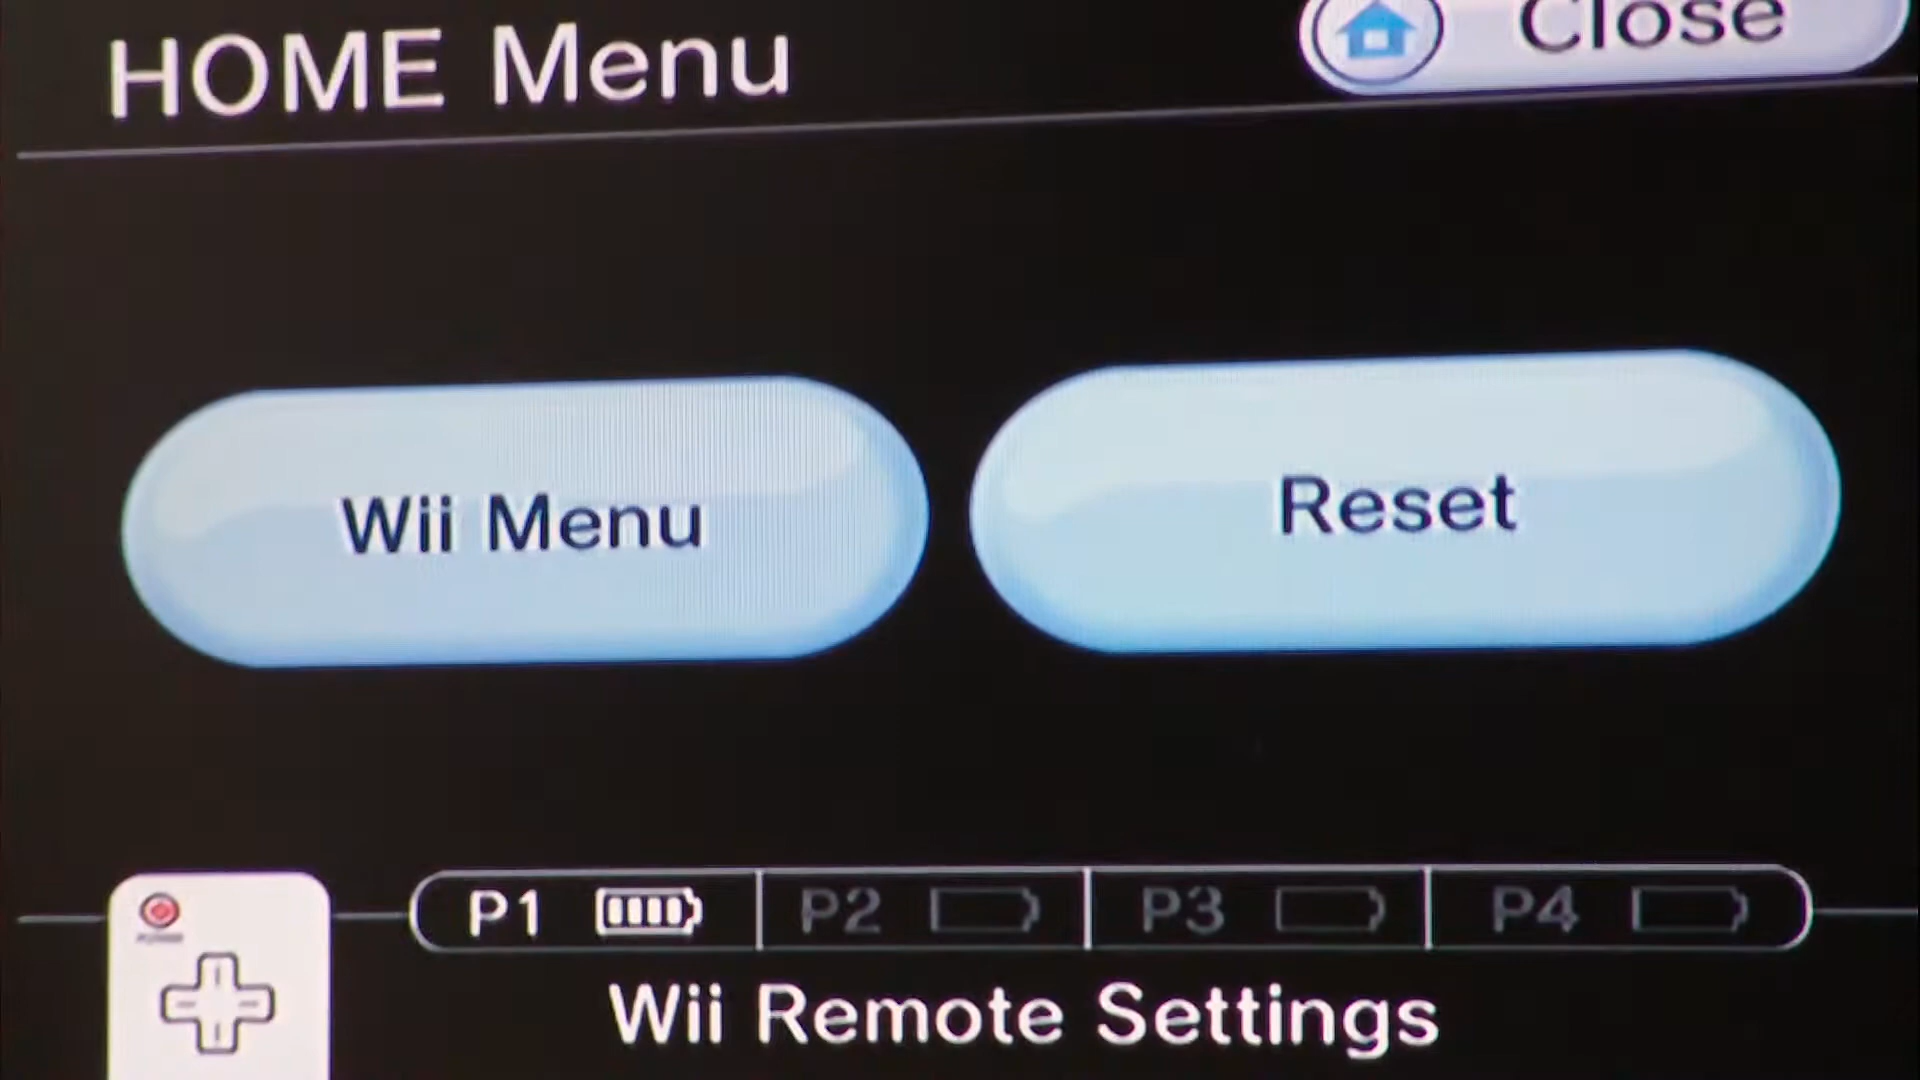 HOME Menu
Close
Wii Menu
Reset
P1
P2
P3
P4
Wii Remote Settings